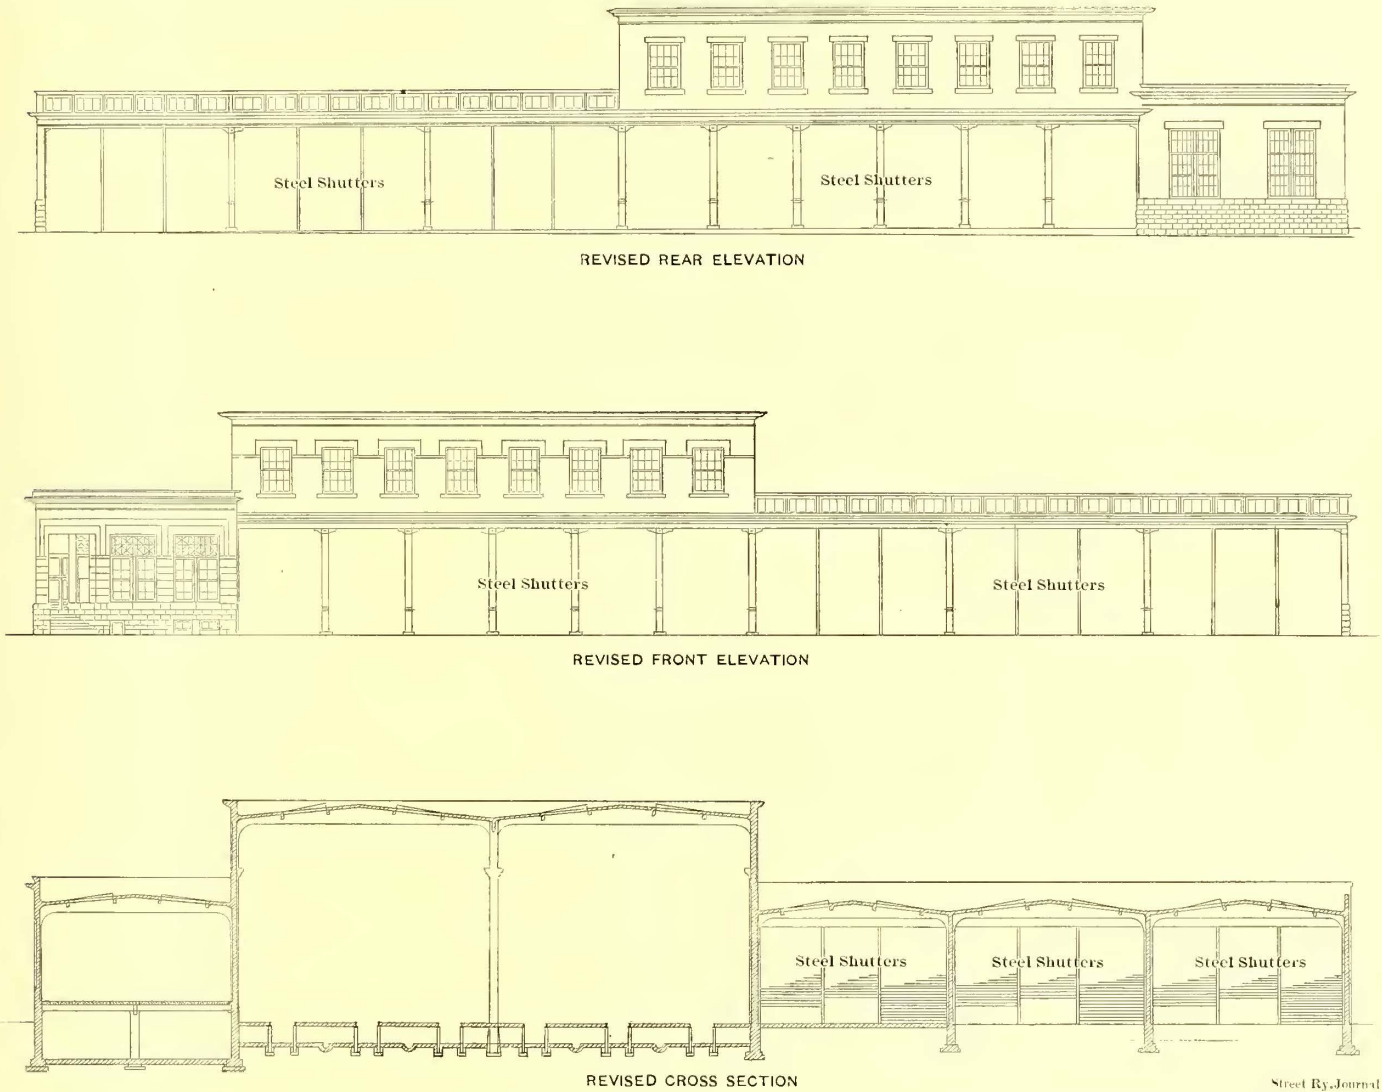 Steel Shutters
Steel Shutters
REVISED REAR ELEVATION
Steel Shutters
Steel Shutters
REVISED FRONT ELEVATION
Steel Shutters
Steel Shutters
Steel Shutters
REVISED CROSS SECTION
Street Ry. Journal